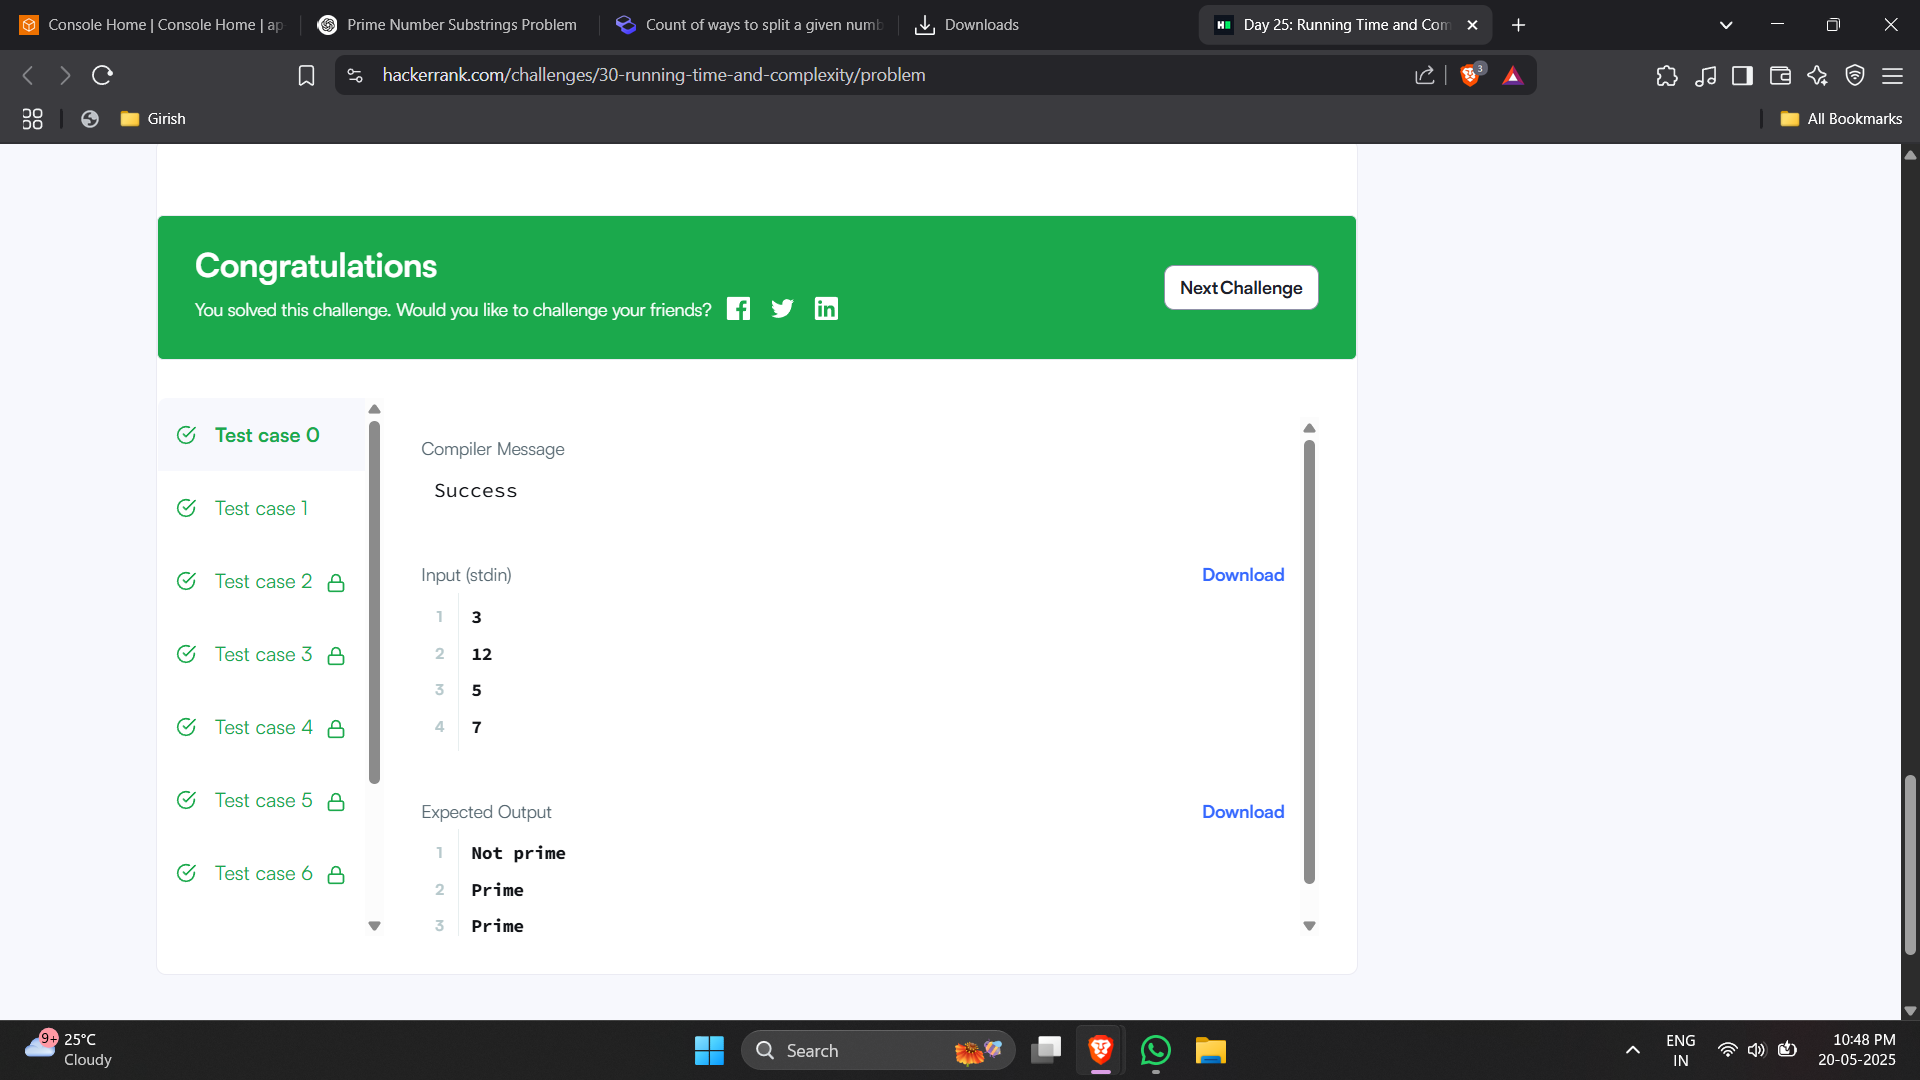 Console Home | Console Home | ap
Prime Number Substrings Problem
Count of ways to split a given numb
Downloads
Day 25: Running Time and Com
hackerrank.com/challenges/30-running-time-and-complexity/problem
3
Girish
All Bookmarks
Congratulations
You solved this challenge. Would you like to challenge your friends?
Next Challenge
Test case 0
Test case 1
Test case 2
Test case 3
Test case 4
Test case 5
Test case 6
Compiler Message
Success
Input (stdin)
Download
1 3
2 12
3 5
4 7
Expected Output
Download
1 Not prime
2 Prime
3 Prime
9+
25°C
Cloudy
Search
ENG
IN
10:48 PM
20-05-2025